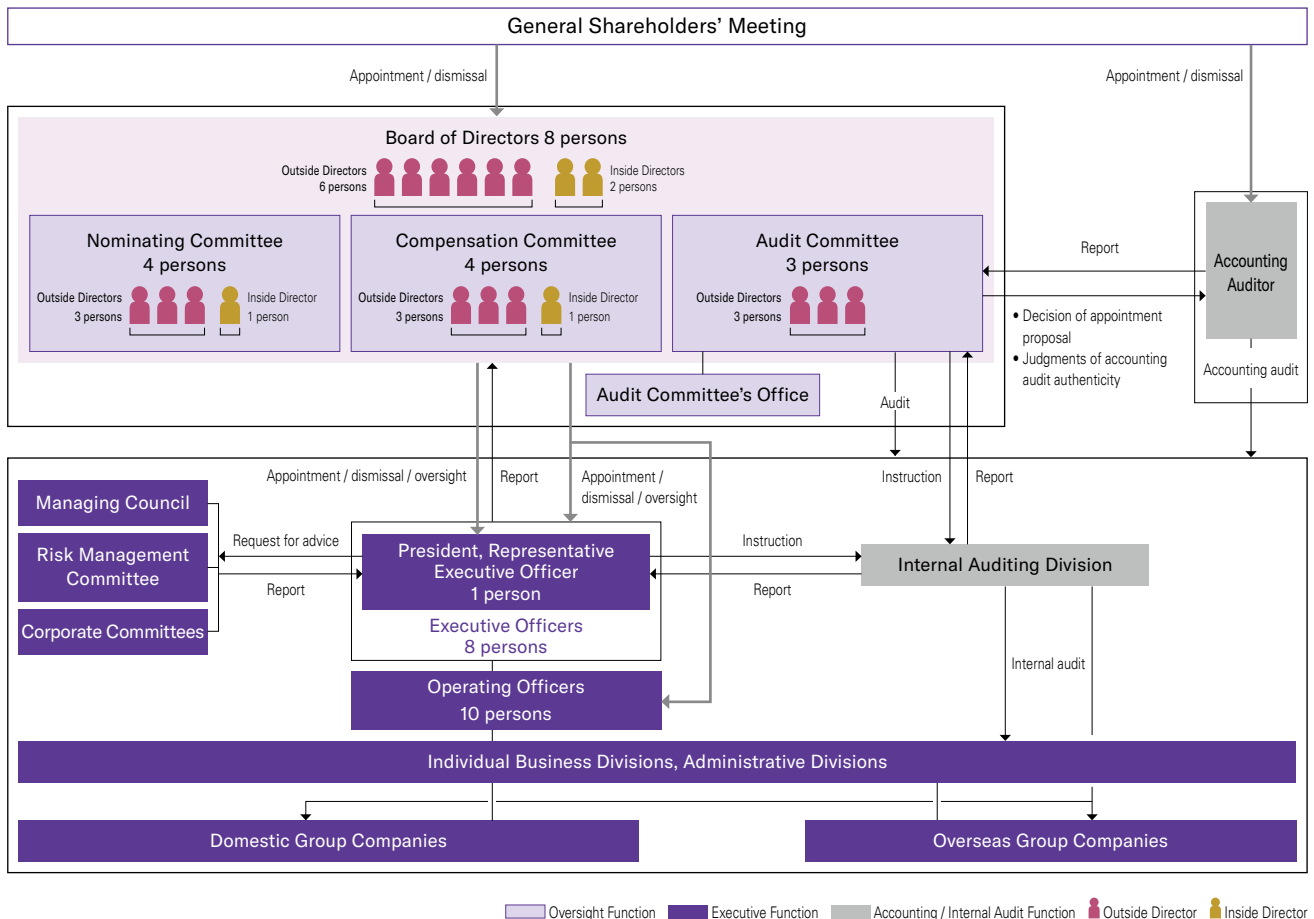 General Shareholders' Meeting
Appointment / dismissal
Appointment / dismissal
Board of Directors 8 persons
Outside Directors
6 persons
Inside Directors
2 persons
Nominating Committee
4 persons
Outside Directors
3 persons
Inside Director
1 person
Compensation Committee
4 persons
Outside Directors
3 persons
Inside Director
1 person
Audit Committee
3 persons
Outside Directors
3 persons
Report
Accounting
Auditor
• Decision of appointment
proposal
• Judgments of accounting
audit authenticity
Accounting audit
Audit Committee's Office
Audit
Appointment / dismissal / oversight
Report
Appointment /
dismissal / oversight
Instruction
Report
Managing Council
Risk Management
Committee
Corporate Committees
Request for advice
Report
President, Representative
Executive Officer
1 person
Executive Officers
8 persons
Instruction
Report
Internal Auditing Division
Operating Officers
10 persons
Internal audit
Individual Business Divisions, Administrative Divisions
Domestic Group Companies
Overseas Group Companies
Oversight Function
Executive Function
Accounting / Internal Audit Function
Outside Director
Inside Director